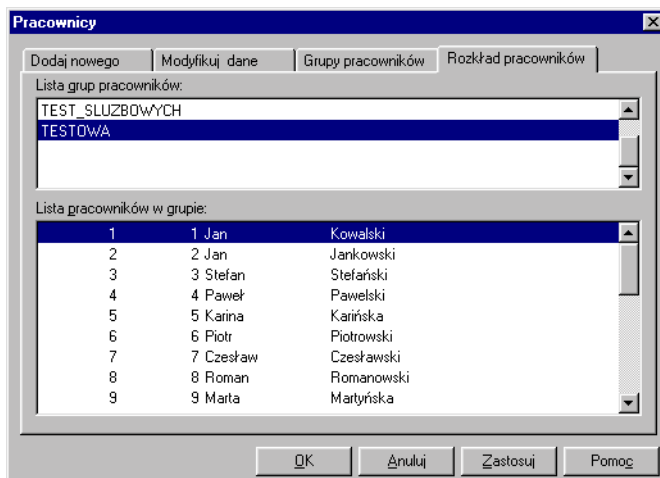 Pracownicy
Dodaj nowego Modyfikuj dane Grupy pracowników Rozkład pracowników
Lista grup pracowników:
TEST_SLUZBOWYCH
TESTOWA
Lista pracowników w grupie:
1 1 Jan Kowalski
2 2 Jan Jankowski
3 3 Stefan Stefański
4 4 Paweł Pawelski
5 5 Karina Karińska
6 6 Piotr Piotrowski
7 7 Czesław Czesławski
8 8 Roman Romanowski
9 9 Marta Martyńska
OK Anuluj Zastosuj Pomoc